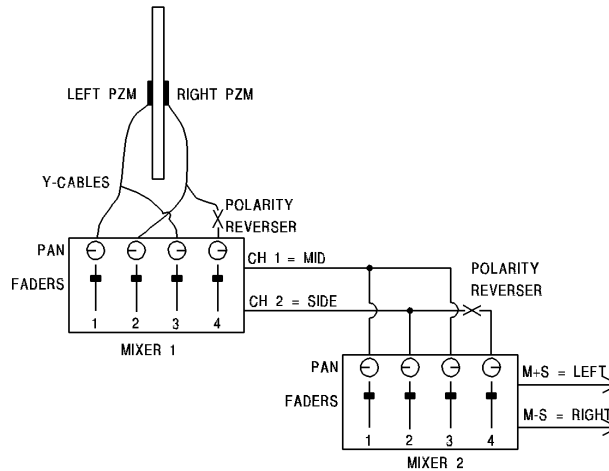 LEFT PZM
RIGHT PZM
Y-CABLES
POLARITY
REVERSER
PAN
FADERS
1 2 3 4
MIXER 1
CH 1 = MID
CH 2 = SIDE
POLARITY
REVERSER
PAN
FADERS
1 2 3 4
MIXER 2
M+S = LEFT
M-S = RIGHT